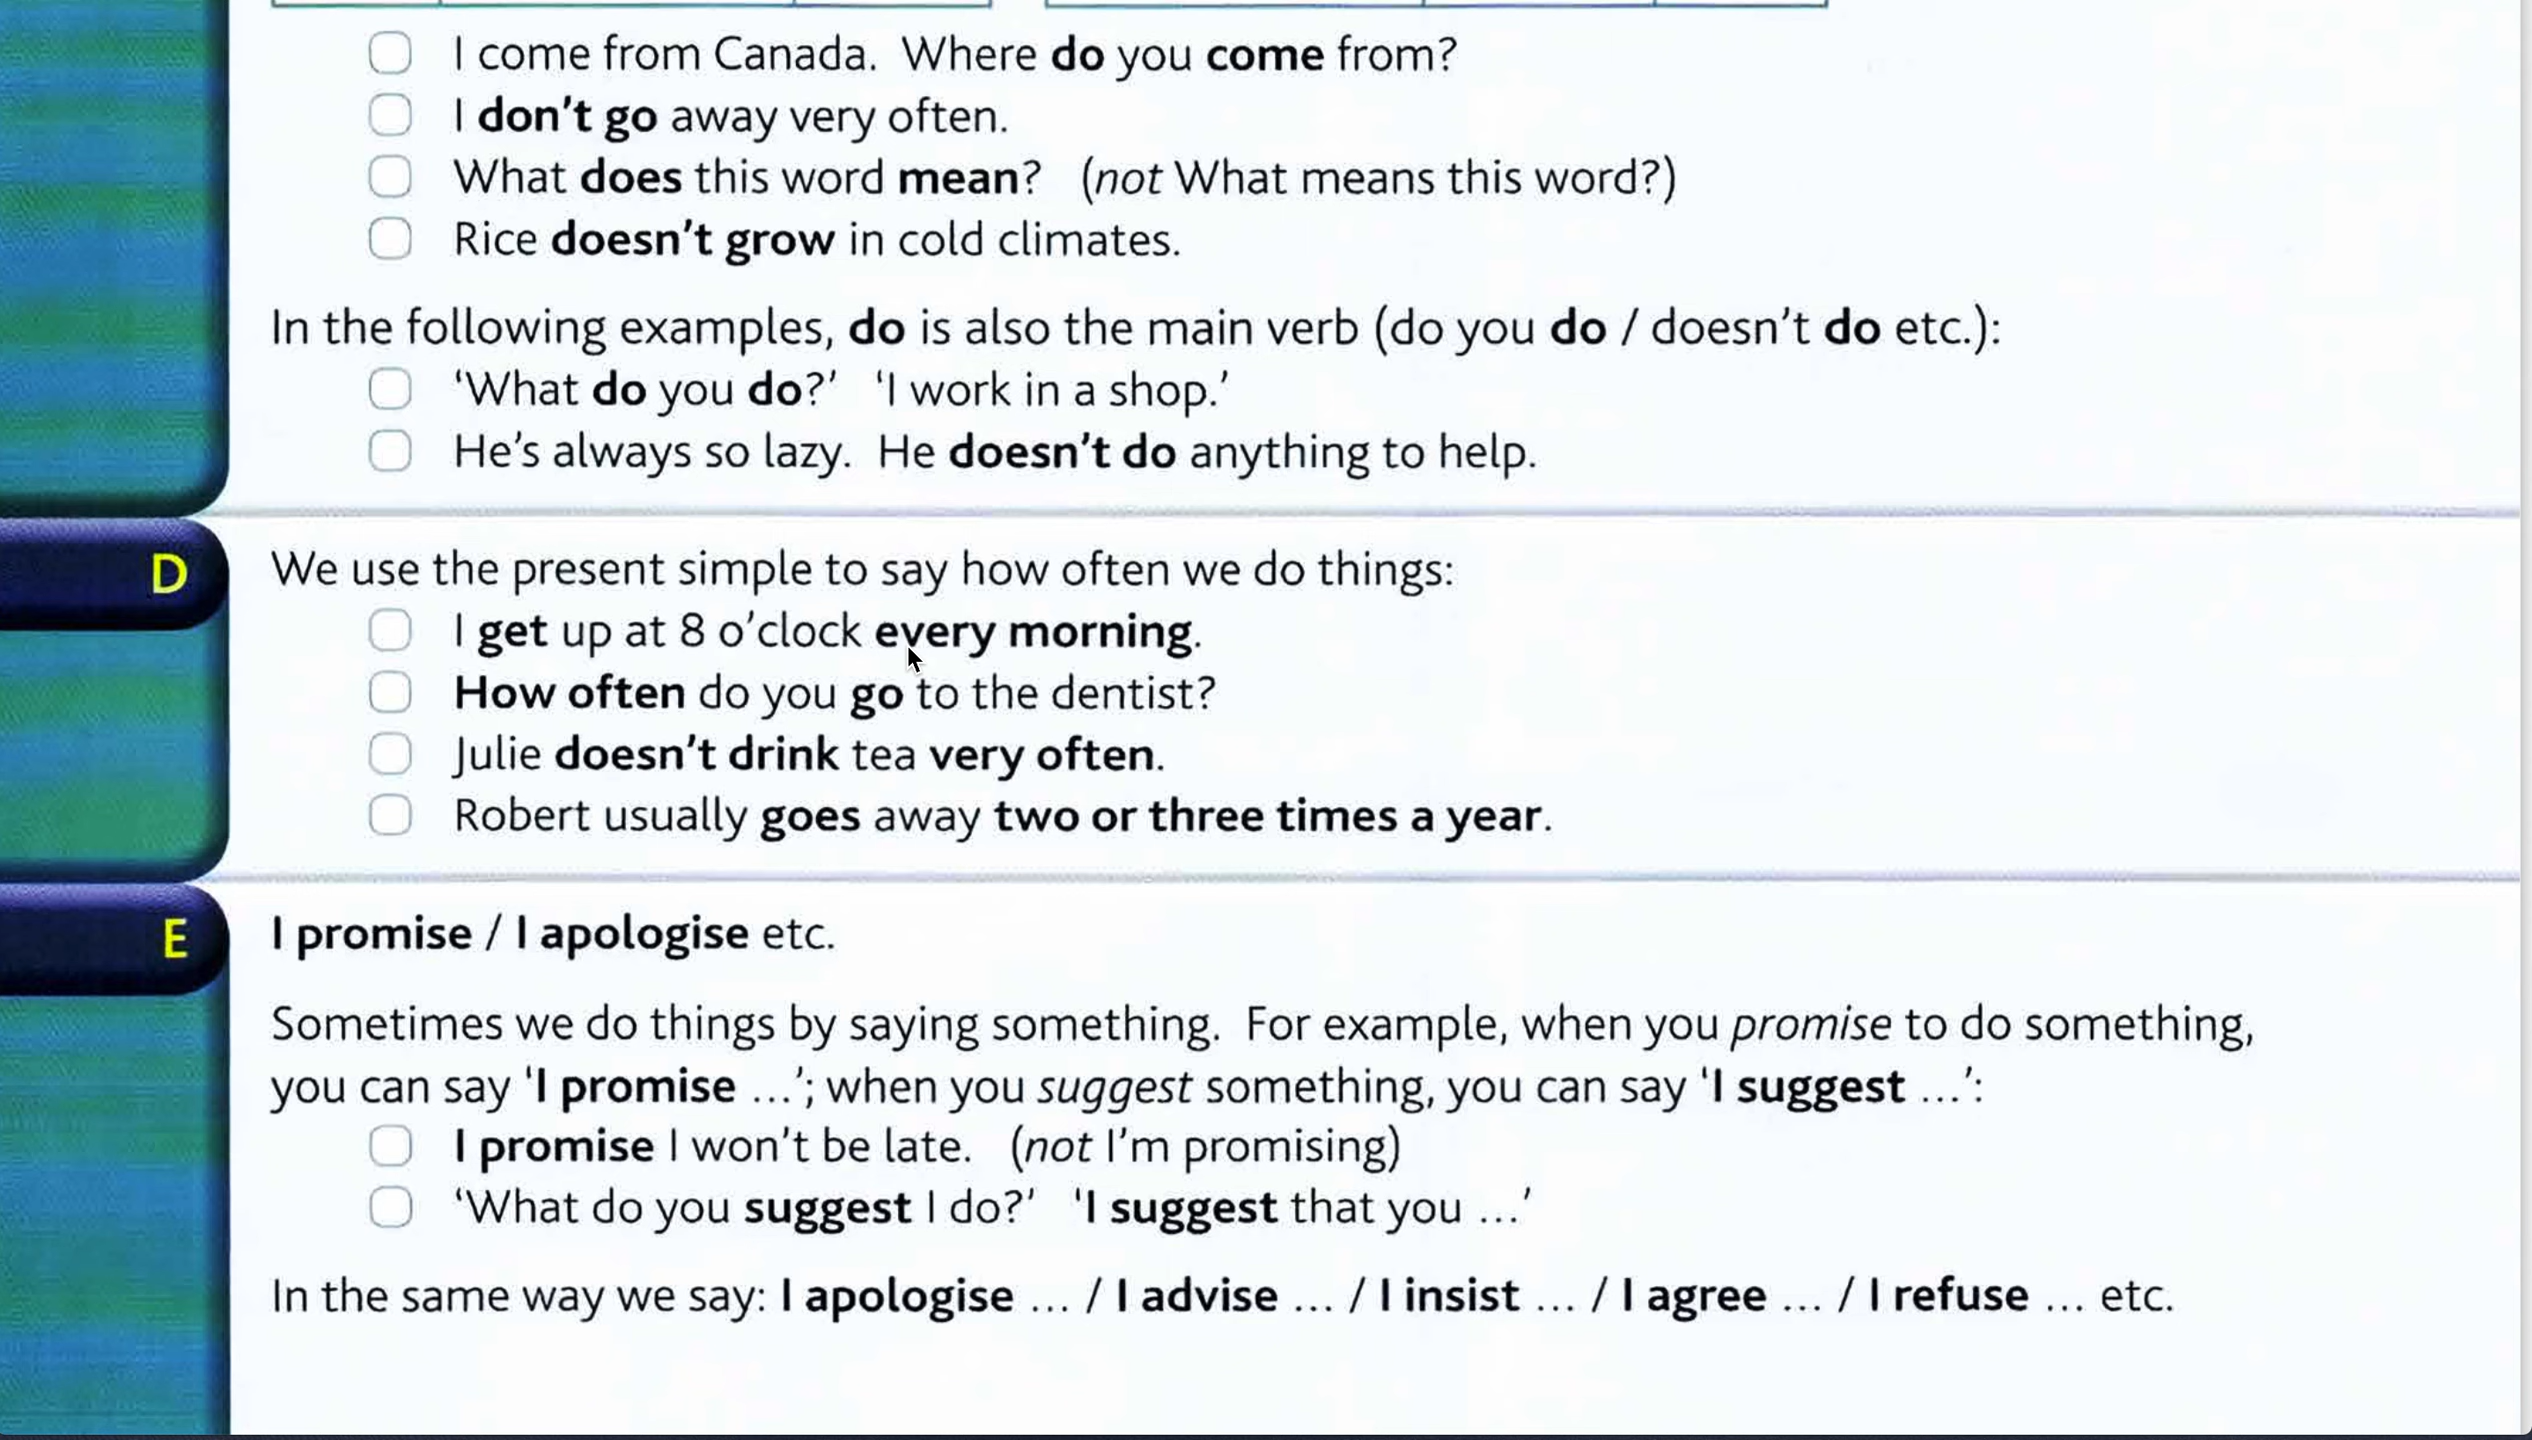 I come from Canada. Where do you come from?
I don't go away very often.
What does this word mean? (not What means this word?)
Rice doesn't grow in cold climates.
In the following examples, do is also the main verb (do you do / doesn't do etc.):
‘What do you do?’ ‘I work in a shop.’
He's always so lazy. He doesn't do anything to help.
D
We use the present simple to say how often we do things:
I get up at 8 o'clock every morning.
How often do you go to the dentist?
Julie doesn't drink tea very often.
Robert usually goes away two or three times a year.
E
I promise / I apologise etc.
Sometimes we do things by saying something. For example, when you promise to do something,
you can say ‘I promise ...’; when you suggest something, you can say ‘I suggest ...’:
I promise I won't be late. (not I'm promising)
‘What do you suggest I do?’ ‘I suggest that you ...’
In the same way we say: I apologise ... / I advise ... / I insist ... / I agree ... / I refuse ... etc.